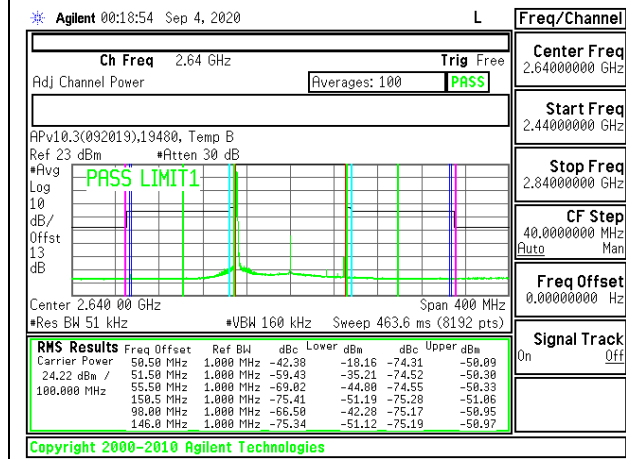 Agilent 00:18:54 Sep 4, 2020 L
Freq/Channel
Ch Freq 2.64 GHz Trig Free
Adj Channel Power Averages: 100 PASS
APv10.3(092019),19480, Temp B
Ref 23 dBm #Atten 30 dB
#Avg
Log
10
dB/
Offst
13
dB
PASS LIMIT1
Center 2.640 00 GHz Span 400 MHz
#Res BW 51 kHz #VBW 160 kHz Sweep 463.6 ms (8192 pts)
RMS Results Freq Offset Ref BW dBc Lower dBm dBc Upper dBm
Carrier Power 50.50 MHz 1.000 MHz -42.38 -18.16 -74.31 -50.09
24.22 dBm / 51.50 MHz 1.000 MHz -59.43 -35.21 -74.52 -50.30
100.000 MHz 55.50 MHz 1.000 MHz -69.02 -44.80 -74.55 -50.33
150.5 MHz 1.000 MHz -75.41 -51.19 -75.28 -51.06
98.00 MHz 1.000 MHz -66.50 -42.28 -75.17 -50.95
146.0 MHz 1.000 MHz -75.34 -51.12 -75.19 -50.97
Copyright 2000-2010 Agilent Technologies
Center Freq
2.64000000 GHz
Start Freq
2.44000000 GHz
Stop Freq
2.84000000 GHz
CF Step
40.0000000 MHz
Auto Man
Freq Offset
0.00000000 Hz
Signal Track
On Off